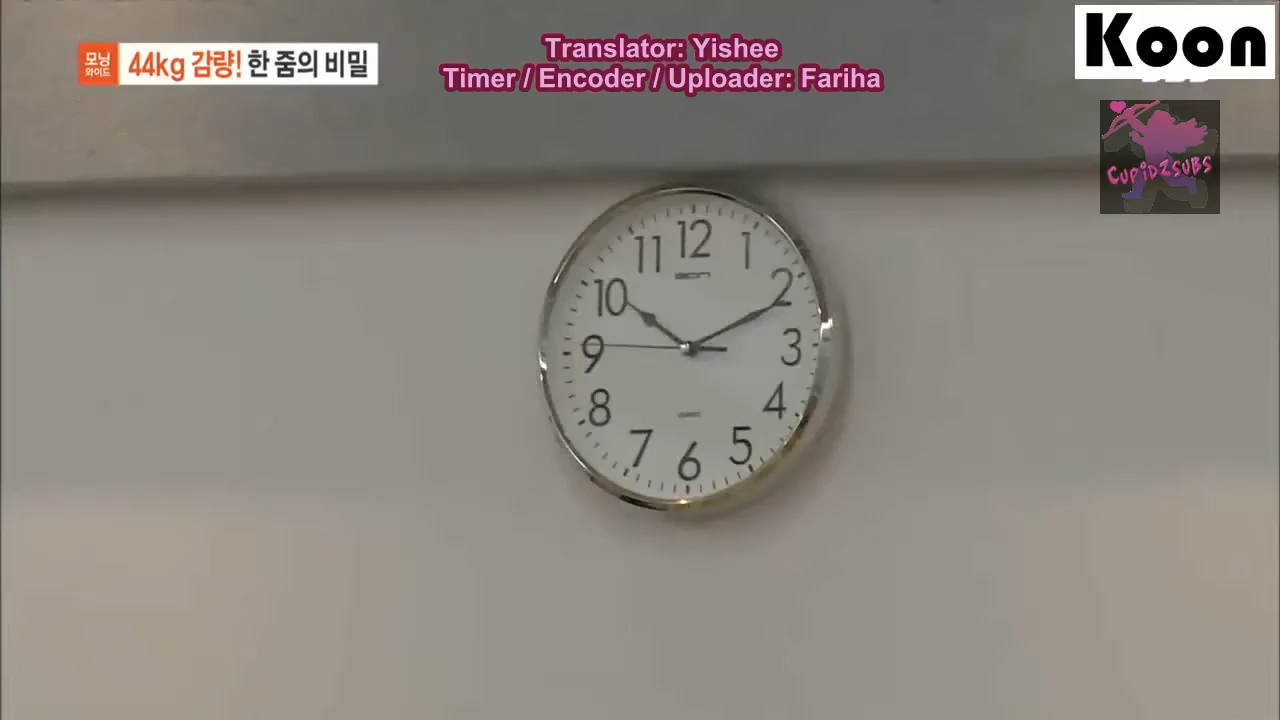 모닝
와이드
44kg 감량! 한 줌의 비밀
Translator: Yishee
Timer / Encoder / Uploader: Fariha
Koon
CUPIDZSUBS
12
11
1
10
2
9
3
8
4
7
5
6